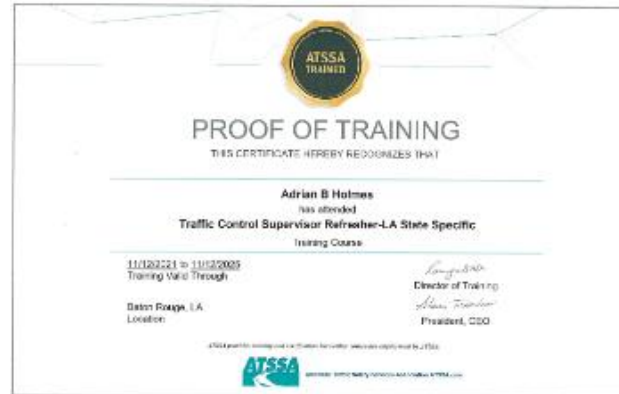 ATSSA
TRAINED
PROOF OF TRAINING
THIS CERTIFICATE HEREBY RECOGNIZES THAT
Adrian B Holmes
has attended
Traffic Control Supervisor Refresher-LA State Specific
Training Course
11/12/2021 to 11/12/2025
Training Valid Through
Director of Training
Baton Rouge, LA
Location
President, CEO
ATSSA